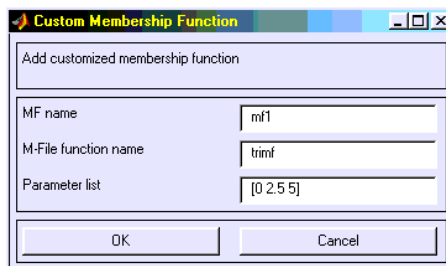 Custom Membership Function
Add customized membership function
MF name
mf1
M-File function name
trimf
Parameter list
[0 2.5 5]
OK
Cancel